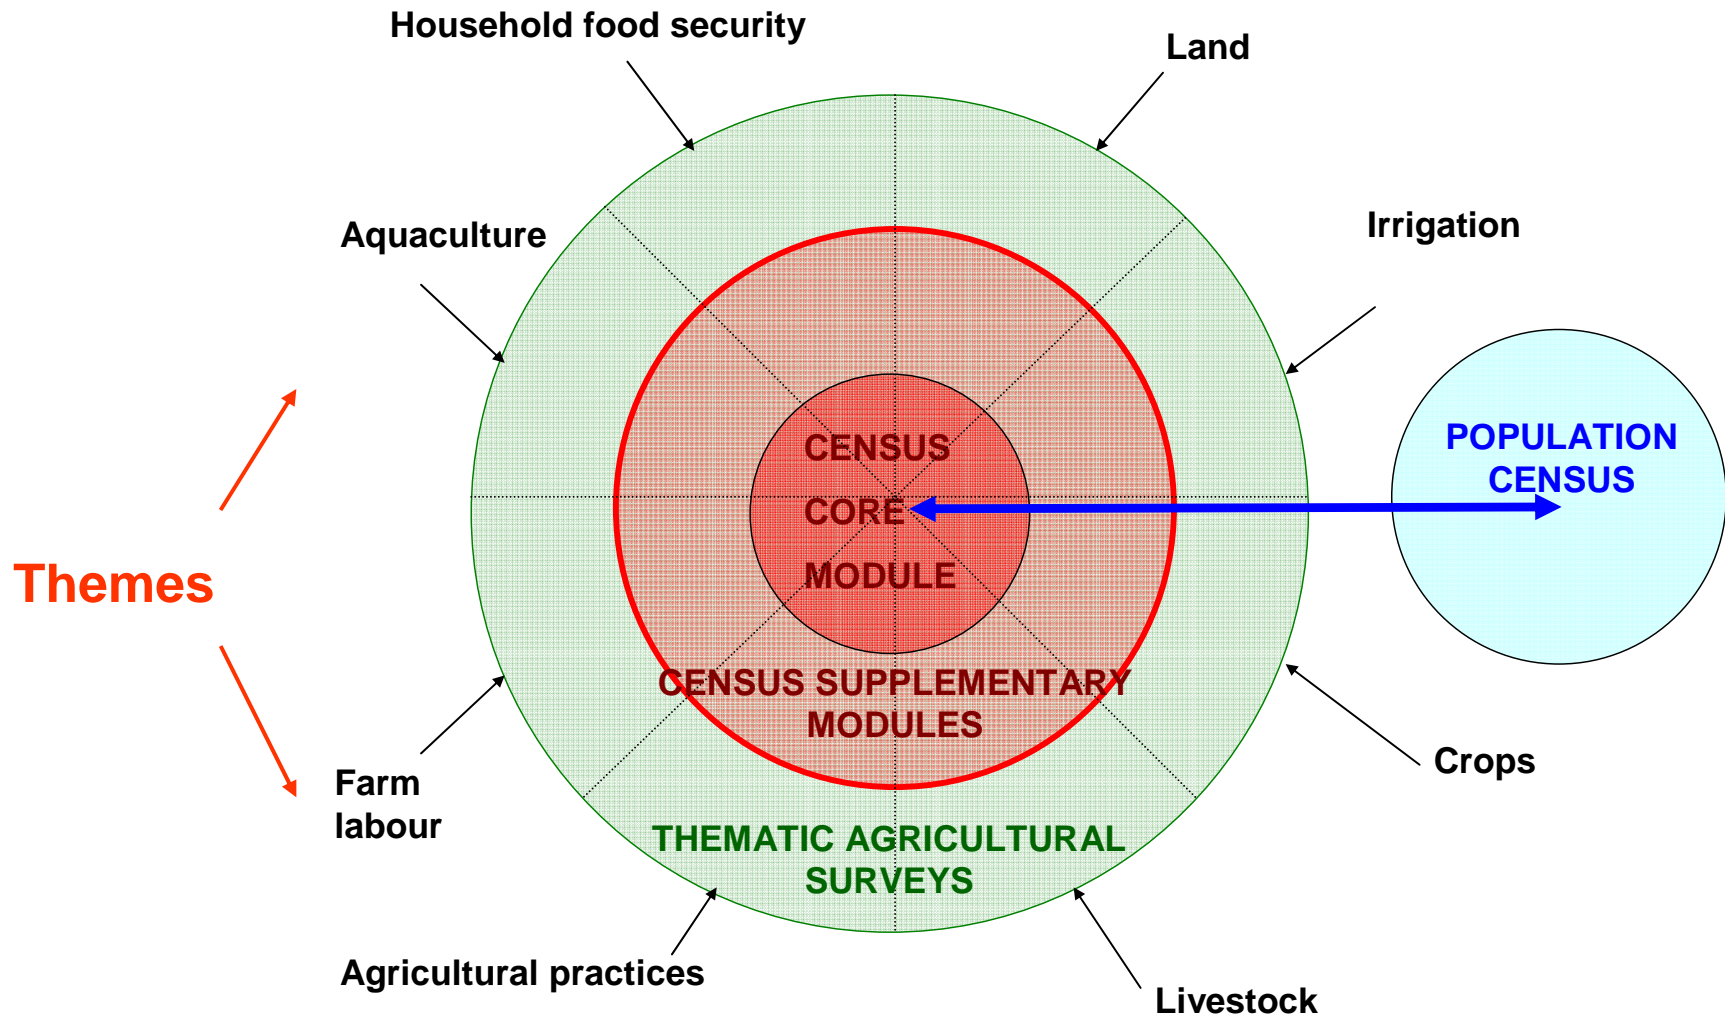 Household food security
Land
Aquaculture
Irrigation
CENSUS
CORE
MODULE
POPULATION
CENSUS
Themes
CENSUS SUPPLEMENTARY
MODULES
Farm
labour
Crops
THEMATIC AGRICULTURAL
SURVEYS
Agricultural practices
Livestock